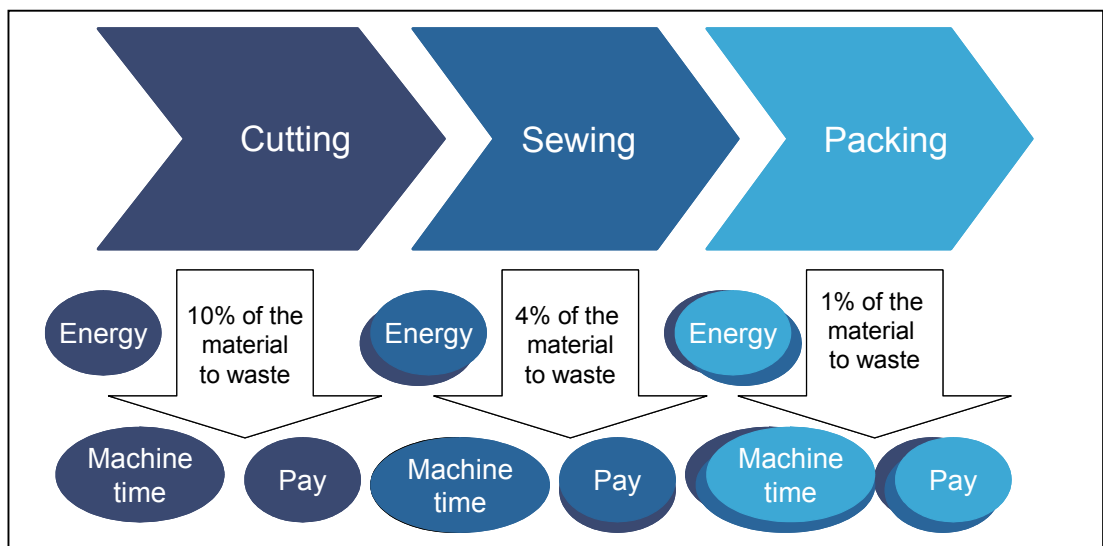 Cutting
Sewing
Packing
Energy
10% of the
material
to waste
Energy
4% of the
material
to waste
Energy
1% of the
material
to waste
Machine
time
Pay
Machine
time
Pay
Machine
time
Pay